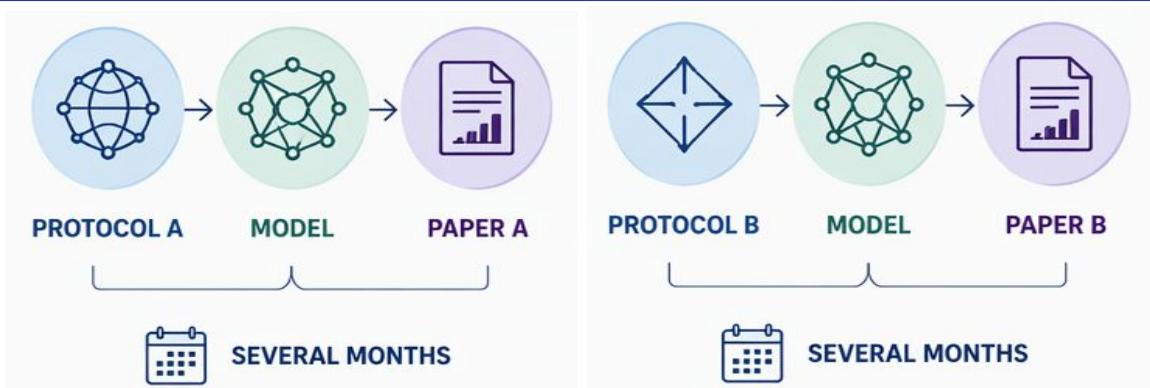 PROTOCOL A
MODEL
PAPER A
SEVERAL MONTHS
PROTOCOL B
MODEL
PAPER B
SEVERAL MONTHS